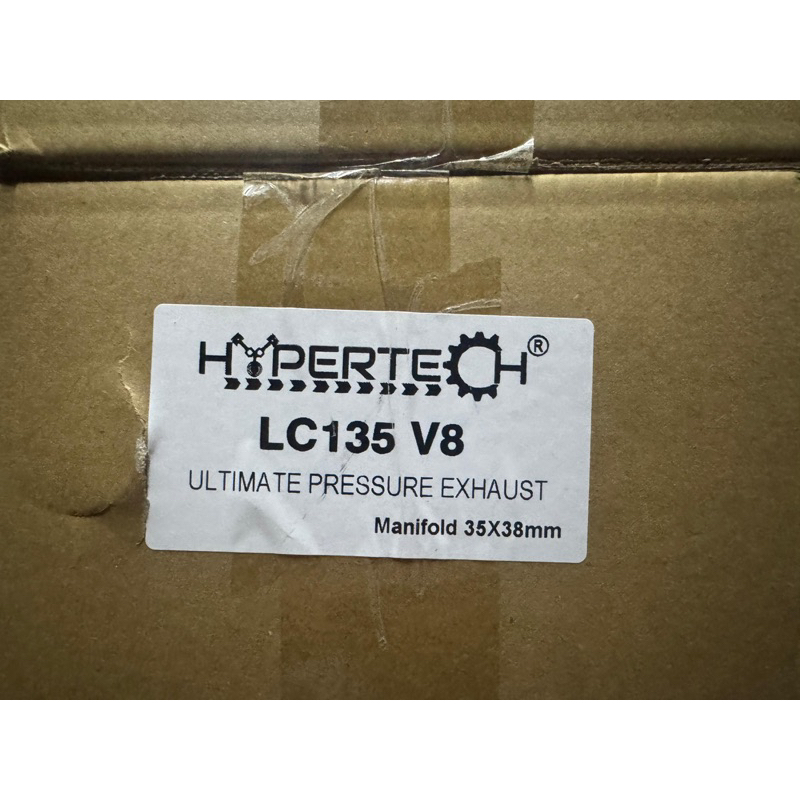 HYPERTECH®
LC135 V8
ULTIMATE PRESSURE EXHAUST
Manifold 35X38mm